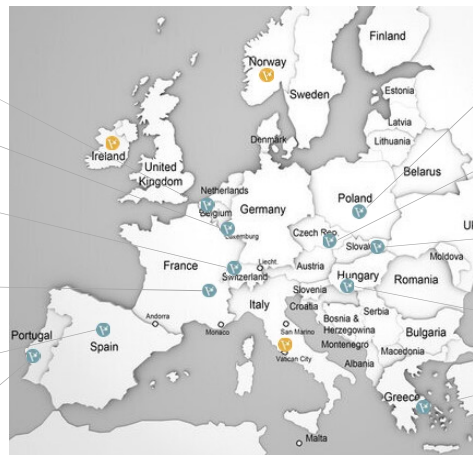 Finland
Norway
Sweden
Estonia
Latvia
Lithuania
Denmark
Ireland
United
Kingdom
Belarus
Netherlands
Belgium
Germany
Poland
Luxemburg
Czech Rep.
Slovak
Moldova
France
Liecht.
Switzerland
Austria
Hungary
Romania
Slovenia
Italy
Croatia
San Marino
Bosnia &
Herzegowina
Serbia
Andorra
Monaco
Portugal
Spain
Montenegro
Bulgaria
Macedonia
Vatican City
Albania
Greece
Malta